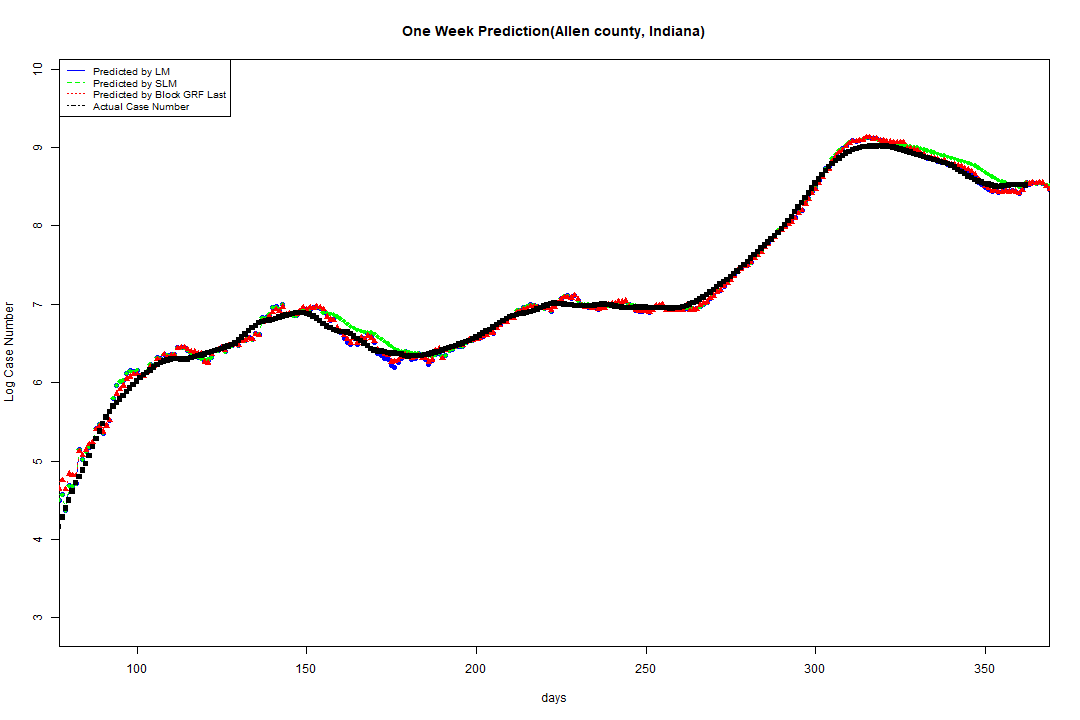 One Week Prediction(Allen county, Indiana)
Predicted by LM
Predicted by SLM
Predicted by Block GRF Last
Actual Case Number
10
9
8
7
6
5
4
3
Log Case Number
100 150 200 250 300 350
days